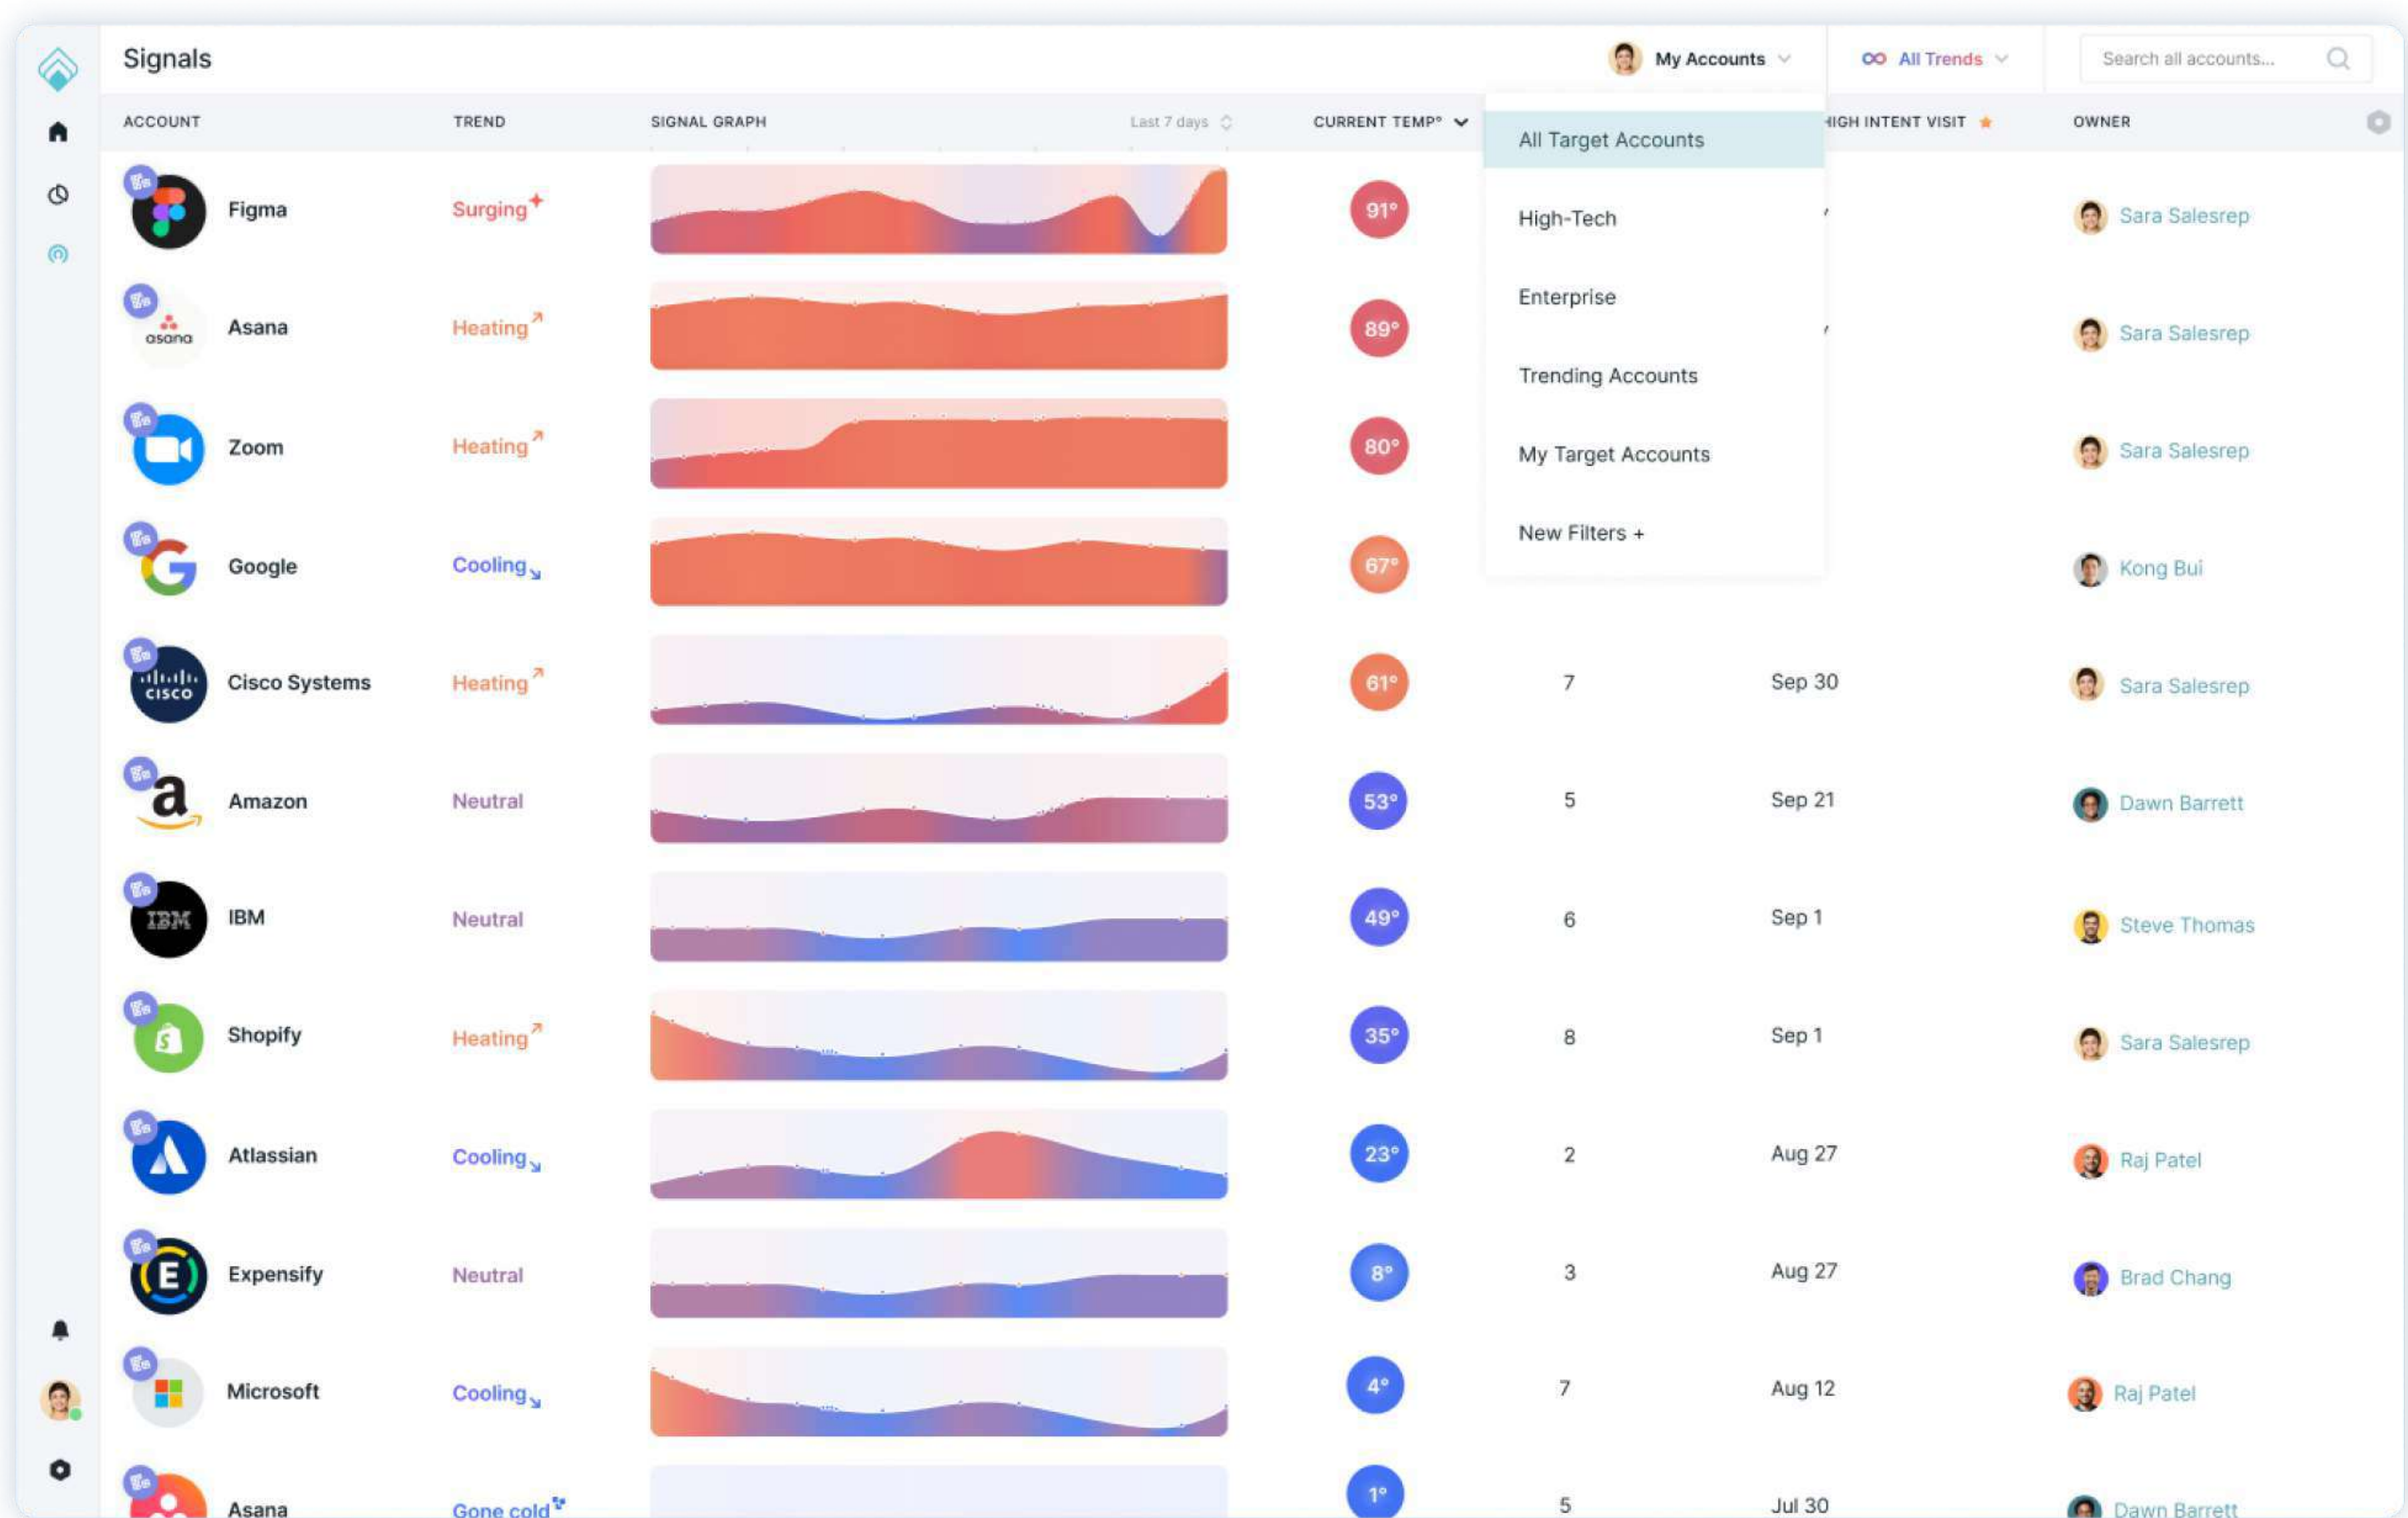 Signals My Accounts All Trends Search all accounts...
ACCOUNT TREND SIGNAL GRAPH Last 7 days CURRENT TEMP° HIGH INTENT VISIT OWNER
All Target Accounts
Figma Surging 91° Sara Salesrep
High-Tech
Enterprise
asana Asana Heating 89° Sara Salesrep
Trending Accounts
Zoom Heating 80° Sara Salesrep
My Target Accounts
New Filters +
Google Cooling 67° Kong Bui
CISCO Cisco Systems Heating 61° 7 Sep 30 Sara Salesrep
Amazon Neutral 53° 5 Sep 21 Dawn Barrett
IBM IBM Neutral 49° 6 Sep 1 Steve Thomas
Shopify Heating 35° 8 Sep 1 Sara Salesrep
Atlassian Cooling 23° 2 Aug 27 Raj Patel
E Expensify Neutral 8° 3 Aug 27 Brad Chang
Microsoft Cooling 4° 7 Aug 12 Raj Patel
Asana Gone cold 1° 5 Jul 30 Dawn Barrett